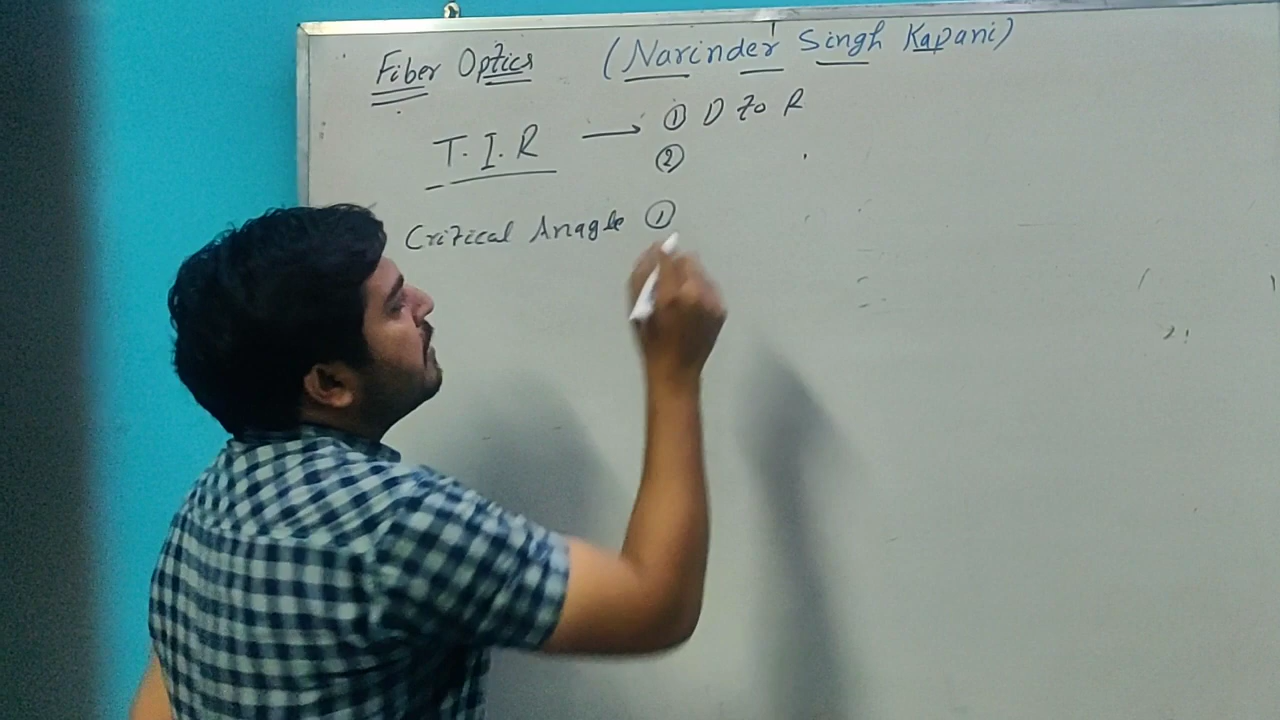 Fiber Optics (Narinder Singh Kapani)
T.I.R → ① D to R
②
Critical Anagle ①